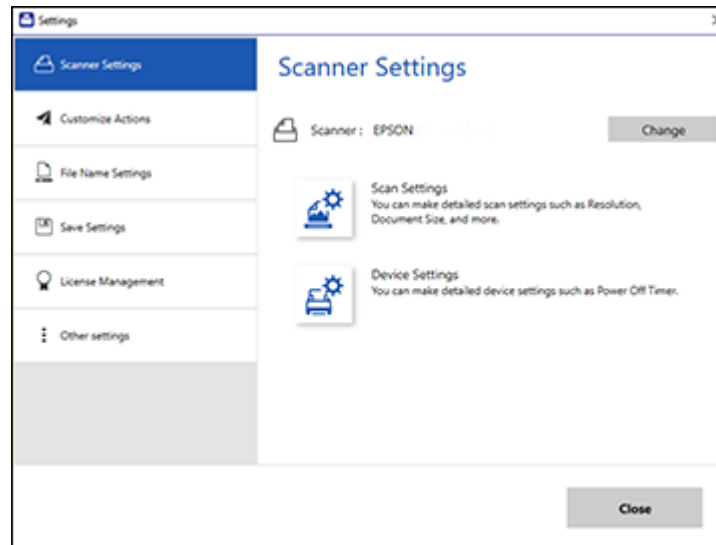 Settings
Scanner Settings
Customize Actions
File Name Settings
Save Settings
License Management
Other settings
Scanner Settings
Scanner : EPSON
Change
Scan Settings
You can make detailed scan settings such as Resolution,
Document Size, and more.
Device Settings
You can make detailed device settings such as Power Off Timer.
Close